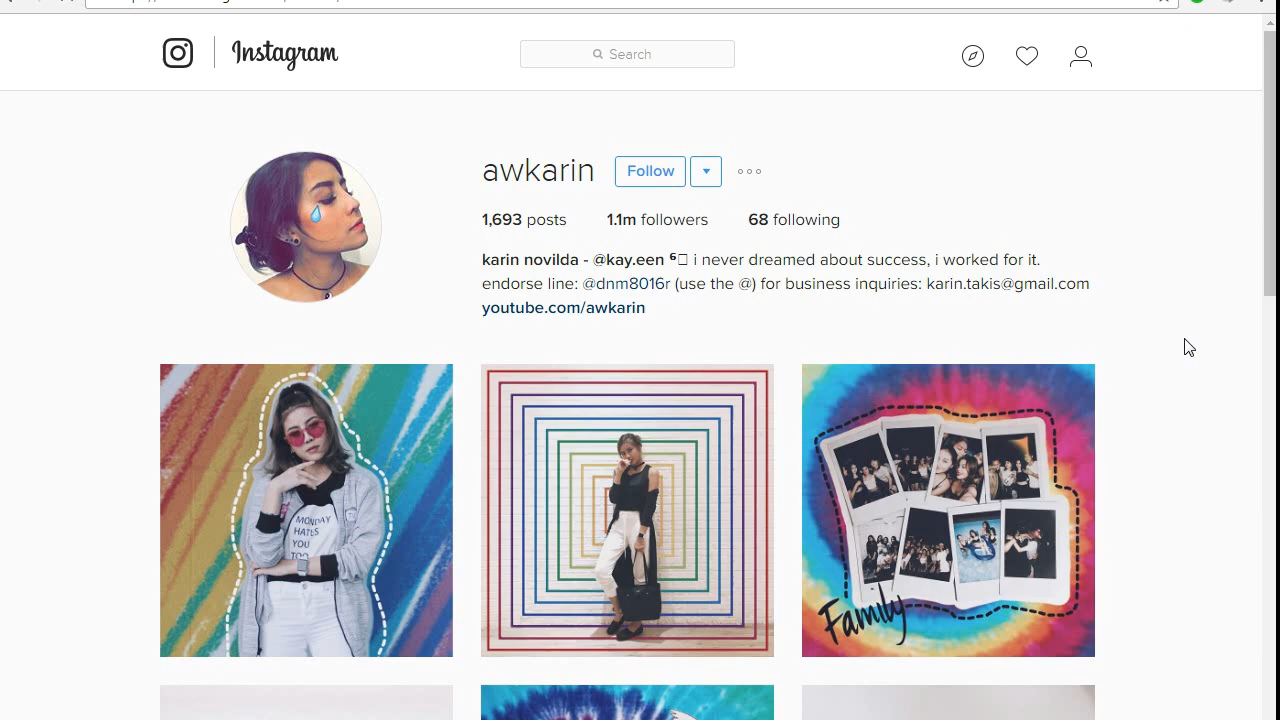 Instagram
Search
awkarin Follow
1,693 posts 1.1m followers 68 following
karin novilda - @kay.een ⁶ i never dreamed about success, i worked for it.
endorse line: @dnm8016r (use the @) for business inquiries: karin.takis@gmail.com
youtube.com/awkarin
MONDAY
HATES
YOU
TOO
Family